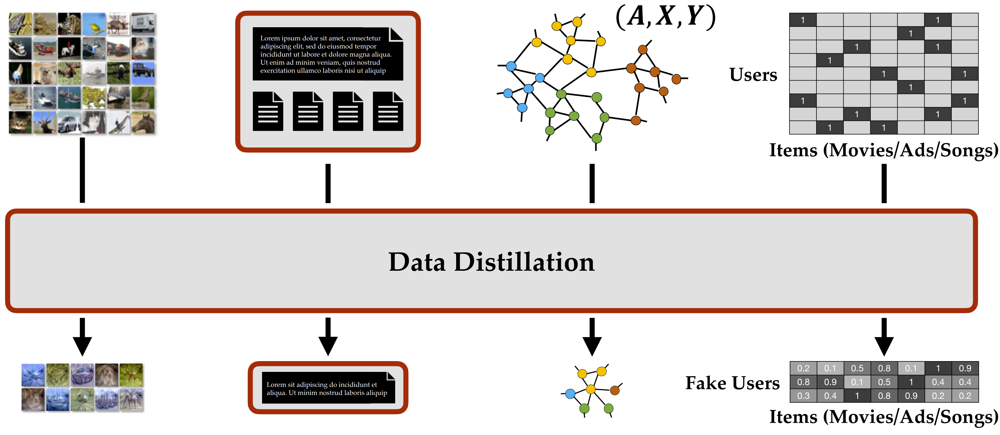 (A, X, Y)
Lorem ipsum dolor sit amet, consectetur
adipiscing elit, sed do eiusmod tempor
incididunt ut labore et dolore magna aliqua.
Ut enim ad minim veniam, quis nostrud
exercitation ullamco laboris nisi ut aliquip
Users
1 1
1
1 1
1
1 1
1
1 1
1 1
1 1
Items (Movies/Ads/Songs)
Data Distillation
Lorem sit adipiscing do incididunt et
aliqua. Ut minim nostrud laboris aliquip
Fake Users
0.2 0.1 0.5 0.8 0.1 1 0.9
0.8 0.9 0.1 0.5 1 0.4 0.4
0.3 0.4 1 0.8 0.9 0.2 0.2
Items (Movies/Ads/Songs)